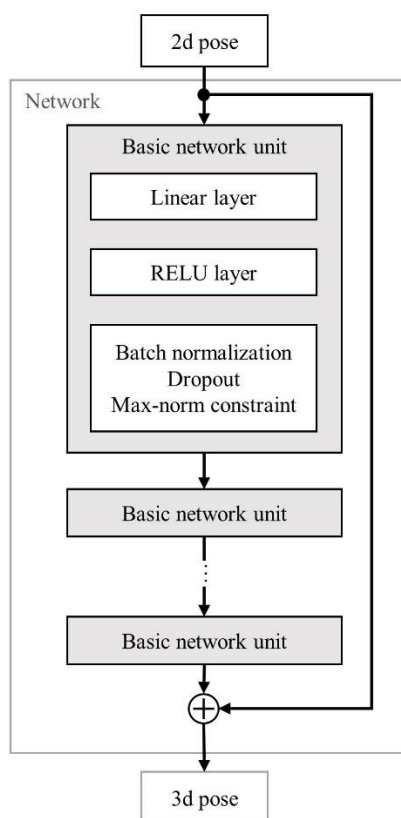 2d pose
Network
Basic network unit
Linear layer
RELU layer
Batch normalization
Dropout
Max-norm constraint
Basic network unit
Basic network unit
3d pose